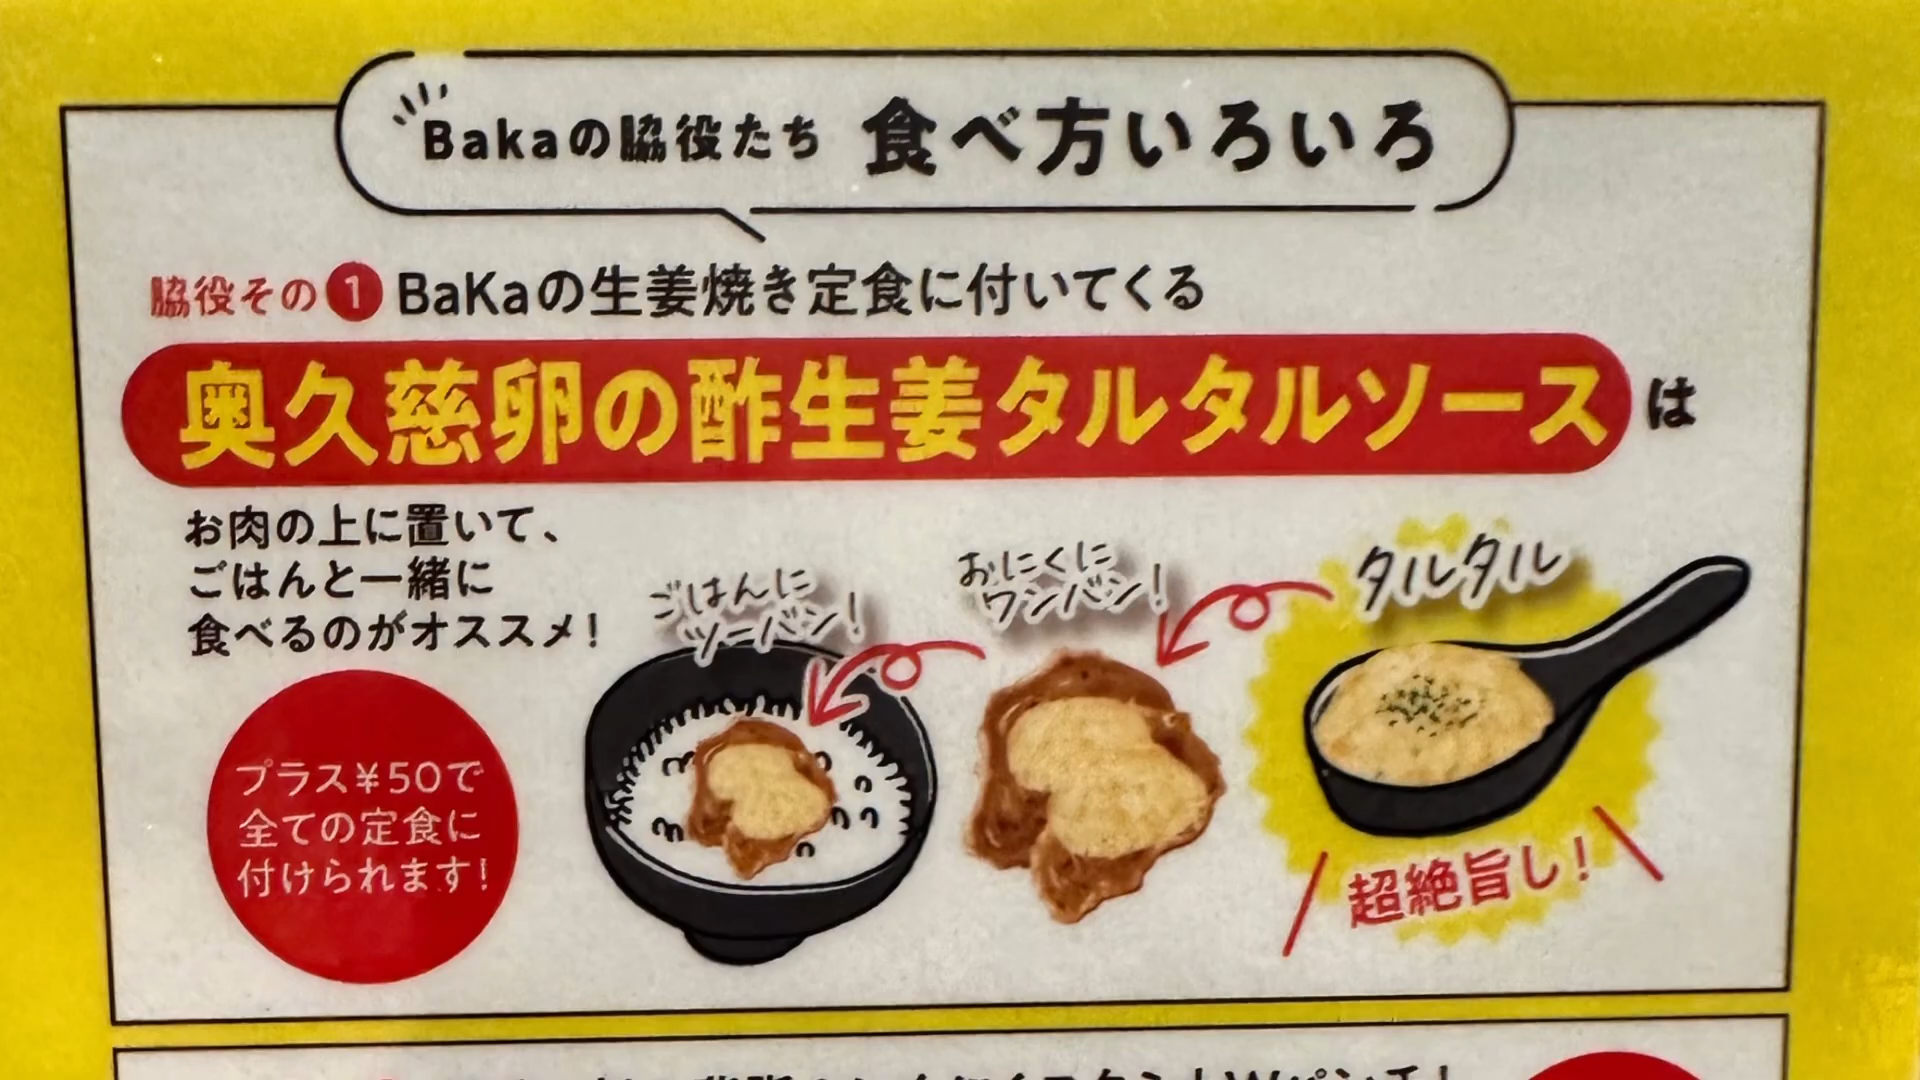 Bakaの脇役たち 食べ方いろいろ
脇役その1 BaKaの生姜焼き定食に付いてくる
奥久慈卵の酢生姜タルタルソース は
お肉の上に置いて、
ごはんと一緒に
食べるのがオススメ!
ごはんに
ツーバン!
おにくに
ワンバン!
タルタル
プラス¥50で
全ての定食に
付けられます!
超絶旨し!